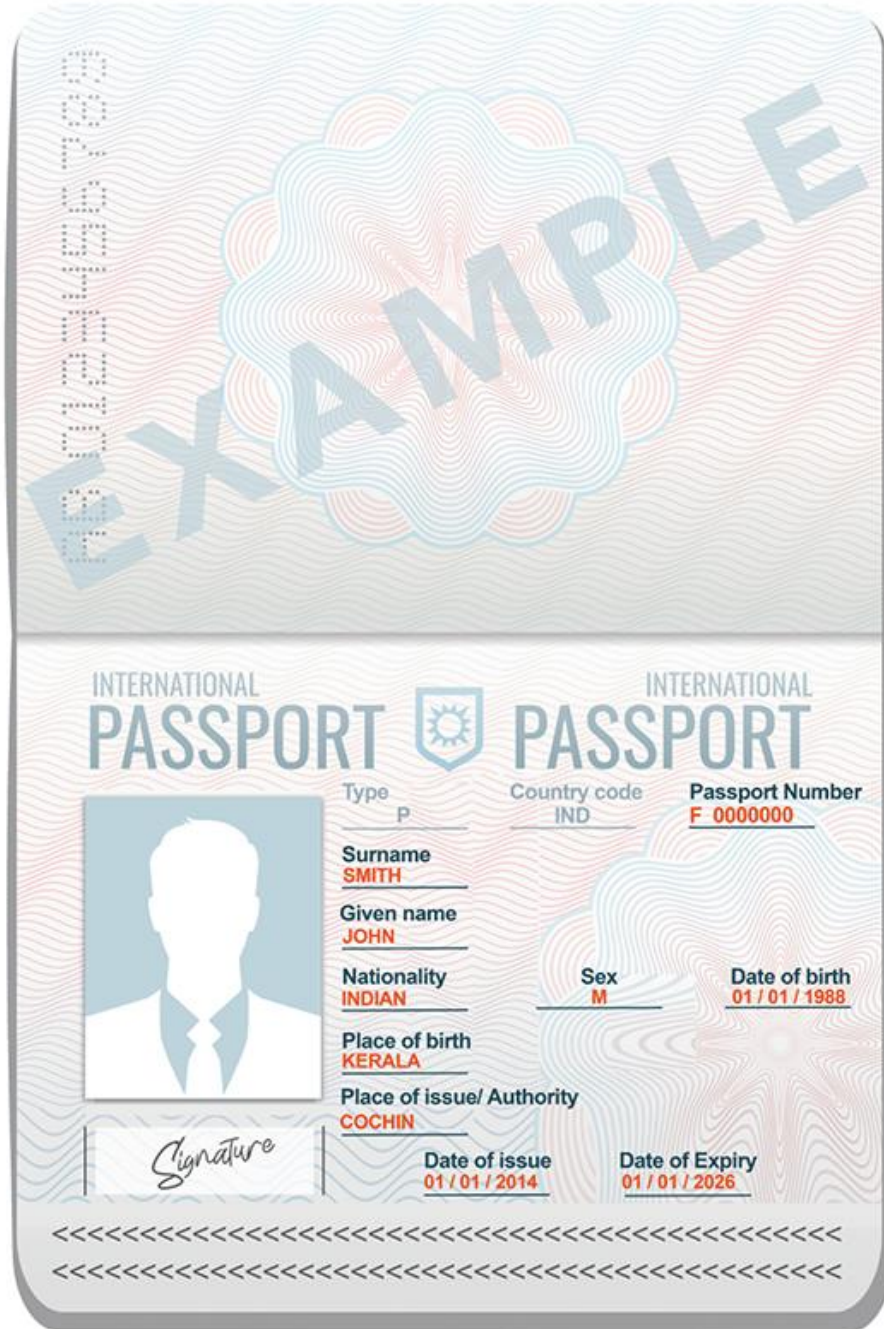 AB0123456789
EXAMPLE
INTERNATIONAL INTERNATIONAL
PASSPORT PASSPORT
Type Country code Passport Number
P IND F 0000000
Surname
SMITH
Given name
JOHN
Nationality Sex Date of birth
INDIAN M 01 / 01 / 1988
Place of birth
KERALA
Place of issue/ Authority
COCHIN
Signature
Date of issue Date of Expiry
01 / 01 / 2014 01 / 01 / 2026
<<<<<<<<<<<<<<<<<<<<<<<<<<<<<<<<<<<<<<<<<<<<
<<<<<<<<<<<<<<<<<<<<<<<<<<<<<<<<<<<<<<<<<<<<